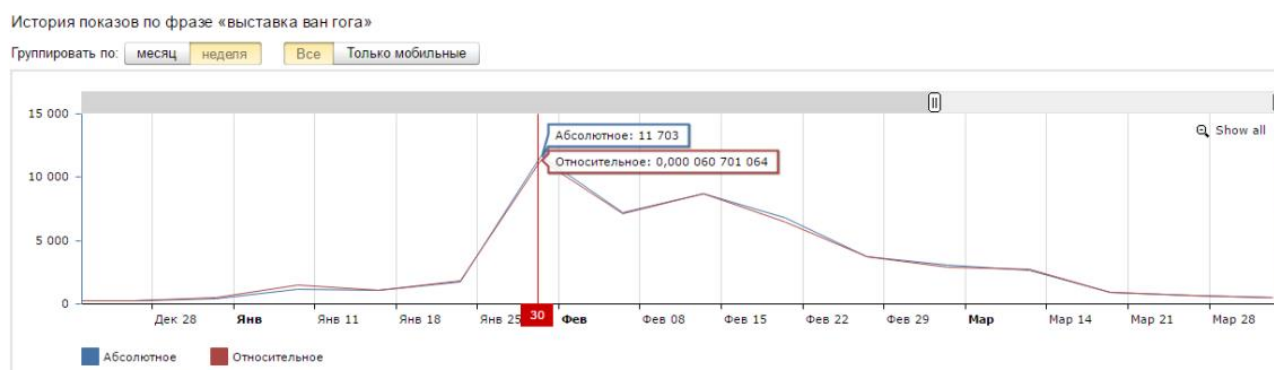 История показов по фразе «выставка ван гога»
Группировать по: месяц неделя Все Только мобильные
15 000
Show all
Абсолютное: 11 703
Относительное: 0,000 060 701 064
10 000
5 000
0
Дек 28 Янв Янв 11 Янв 18 Янв 25 30 Фев Фев 08 Фев 15 Фев 22 Фев 29 Мар Мар 14 Мар 21 Мар 28
Абсолютное Относительное